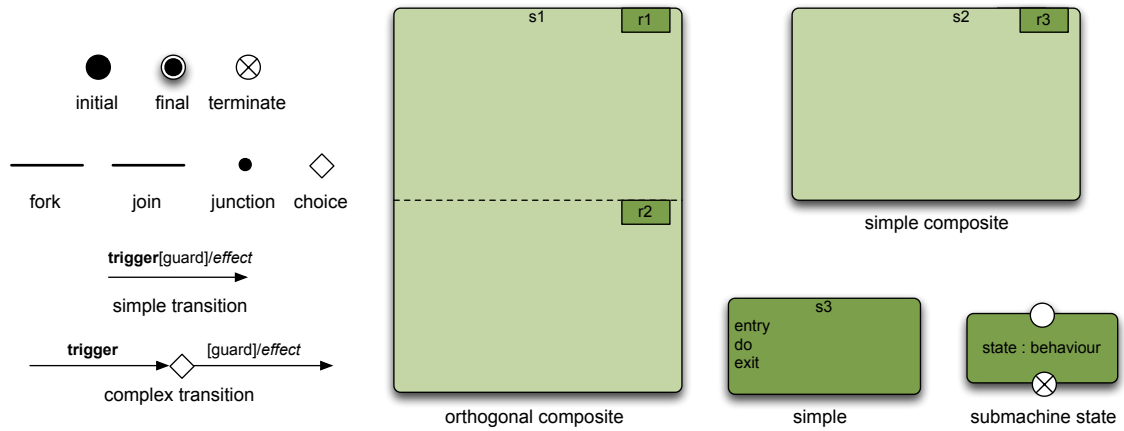 s1
r1
s2
r3
initial
final
terminate
fork
join
junction
choice
r2
simple composite
trigger[guard]/effect
simple transition
s3
entry
do
exit
state : behaviour
trigger
[guard]/effect
complex transition
orthogonal composite
simple
submachine state